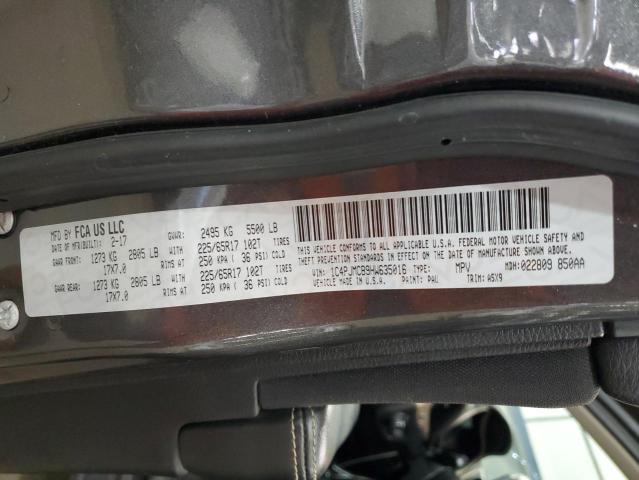 MFD BY FCA US LLC GVWR: 2495 KG 5500 LB
DATE OF MFR(BUILT): 2-17
1273 KG 2805 LB WITH 225/65R17 102T TIRES
17X7.0 RIMS AT 250 KPA ( 36 PSI) COLD
1273 KG 2805 LB WITH 225/65R17 102T TIRES
17X7.0 RIMS AT 250 KPA ( 36 PSI) COLD
THIS VEHICLE CONFORMS TO ALL APPLICABLE U.S.A. FEDERAL MOTOR VEHICLE SAFETY AND
THEFT PREVENTION STANDARDS IN EFFECT ON THE DATE OF MANUFACTURE SHOWN ABOVE.
VIN: 1C4PJMCB9HW635016 TYPE: MPV MDH: 022809 850AA
VEHICLE MADE IN U.S.A. PAINT: PAU TRIM: A5X9